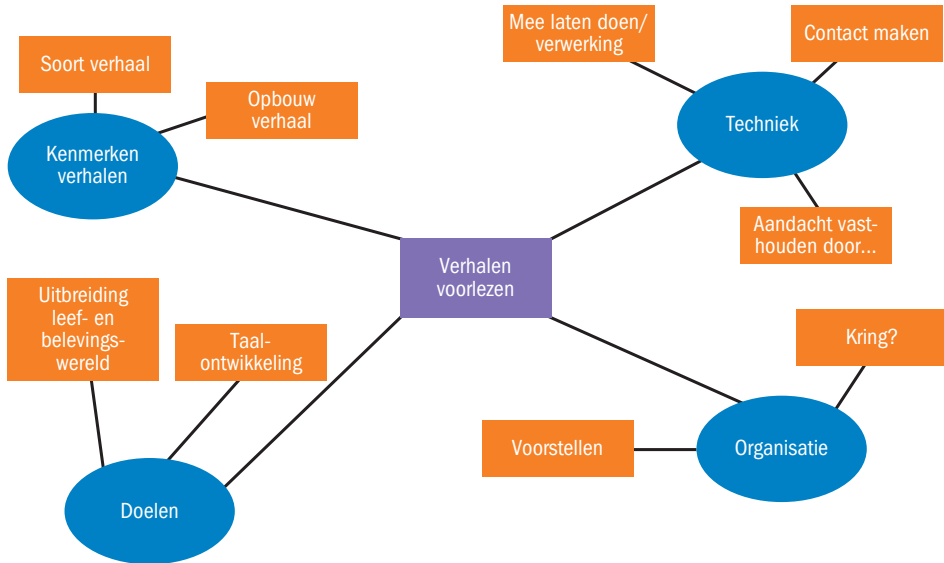 Soort verhaal
Opbouw
verhaal
Kenmerken
verhalen
Mee laten doen/
verwerking
Contact maken
Techniek
Aandacht vast-
houden door...
Verhalen
voorlezen
Uitbreiding
leef- en
belevings-
wereld
Taal-
ontwikkeling
Doelen
Kring?
Voorstellen
Organisatie